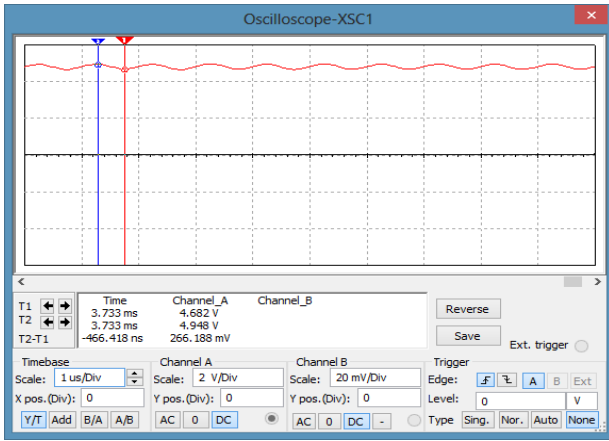 Oscilloscope-XSC1
2 1
Time Channel_A Channel_B
T1 3.733 ms 4.682 V
T2 3.733 ms 4.948 V
T2-T1 -466.418 ns 266.188 mV
Reverse
Save
Ext. trigger
Timebase
Scale: 1 us/Div
X pos.(Div): 0
Y/T Add B/A A/B
Channel A
Scale: 2 V/Div
Y pos.(Div): 0
AC 0 DC
Channel B
Scale: 20 mV/Div
Y pos.(Div): 0
AC 0 DC -
Trigger
Edge: A B Ext
Level: 0 V
Type Sing. Nor. Auto None